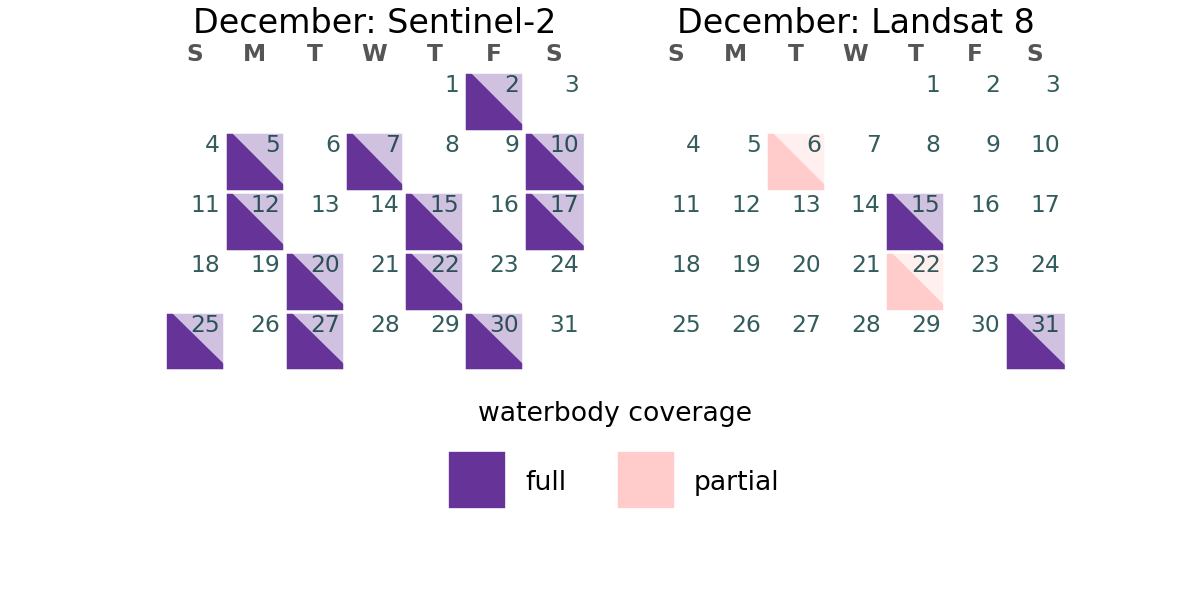 December: Sentinel-2
S M T W T F S
1 2 3
4 5 6 7 8 9 10
11 12 13 14 15 16 17
18 19 20 21 22 23 24
25 26 27 28 29 30 31
December: Landsat 8
S M T W T F S
1 2 3
4 5 6 7 8 9 10
11 12 13 14 15 16 17
18 19 20 21 22 23 24
25 26 27 28 29 30 31
waterbody coverage
full partial